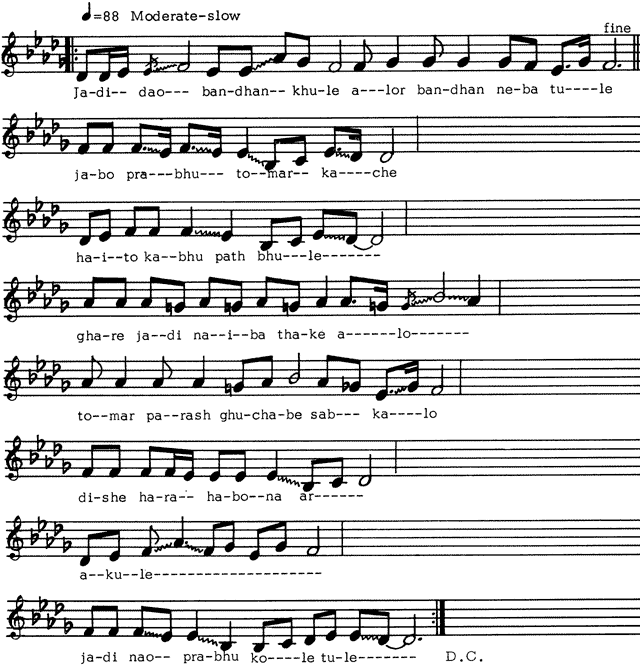 ♩=88 Moderate-slow
fine
Ja-di-- dao--- ban-dhan-- khu-le a---lor ban-dhan ne-ba tu----le
ja-bo pra---bhu--- to--mar-- ka----che
ha-i-to ka--bhu path bhu---le-------
gha-re ja--di na--i-ba tha-ke a------lo-------
to--mar pa--rash ghu-cha-be sab--- ka----lo
di-she ha-ra-- ha-bo--na ar------
a--ku--le--------------------
ja-di nao-- pra-bhu ko----le tu-le------- D.C.